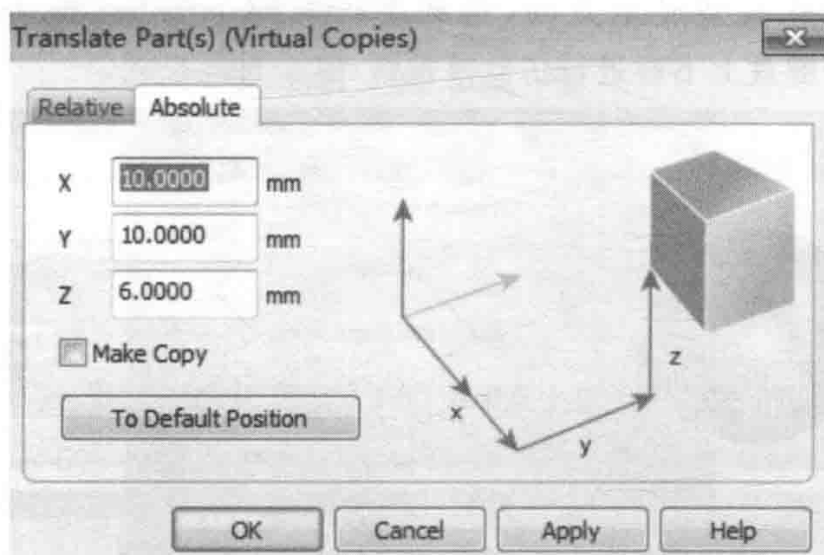 Translate Part(s) (Virtual Copies)
Relative Absolute
X 10.0000 mm
Y 10.0000 mm
Z 6.0000 mm
Make Copy
To Default Position
x
y
z
OK Cancel Apply Help